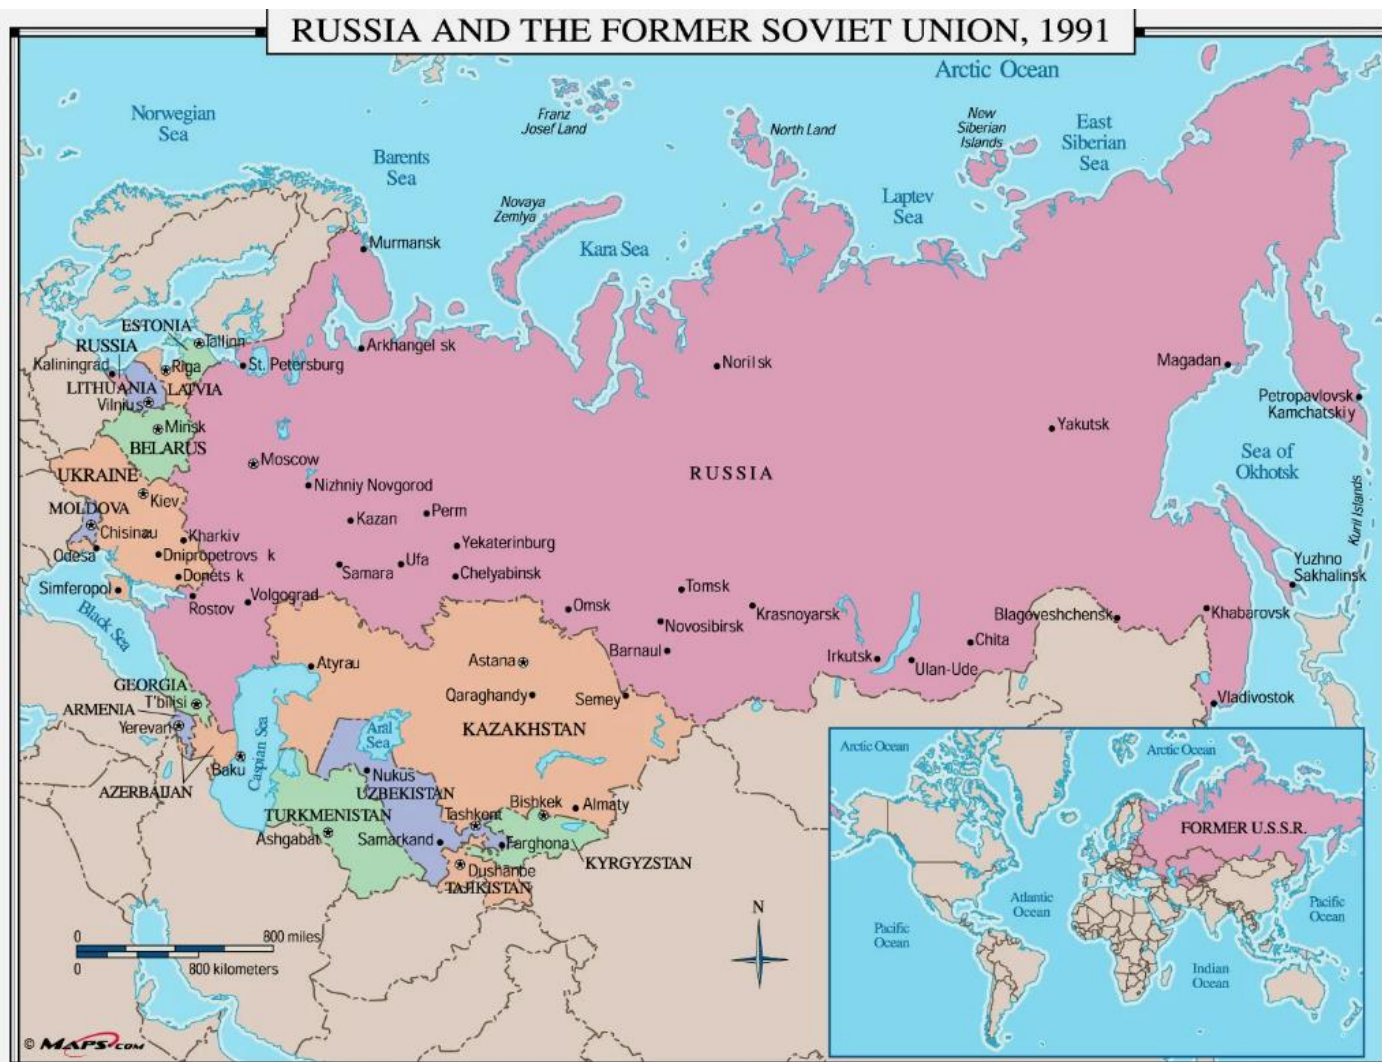 RUSSIA AND THE FORMER SOVIET UNION, 1991
Arctic Ocean
Norwegian
Sea
Franz
Josef Land
North Land
New
Siberian
Islands
East
Siberian
Sea
Barents
Sea
Novaya
Zemlya
Kara Sea
Laptev
Sea
Murmansk
ESTONIA
Tallinn
RUSSIA
Kaliningrad
Riga
St. Petersburg
Arkhangel sk
Noril sk
Magadan
LITHUANIA
LATVIA
Vilnius
Petropavlovsk
Kamchatskiy
Minsk
BELARUS
Yakutsk
Moscow
RUSSIA
Sea of
Okhotsk
UKRAINE
Kiev
Nizhniy Novgorod
MOLDOVA
Chisinau
Kazan
Perm
Kuril Islands
Kharkiv
Odesa
Dnipropetrovs k
Yekaterinburg
Donets k
Samara
Ufa
Chelyabinsk
Yuzhno
Sakhalinsk
Simferopol
Rostov
Volgograd
Black Sea
Omsk
Tomsk
Krasnoyarsk
Novosibirsk
Blagoveshchensk
Khabarovsk
Barnaul
Irkutsk
Ulan-Ude
Chita
Atyrau
Astana
Qaraghandy
Semey
Vladivostok
GEORGIA
T'bilisi
ARMENIA
Yerevan
KAZAKHSTAN
Aral
Sea
Caspian Sea
Baku
AZERBAIJAN
Nukus
UZBEKISTAN
TURKMENISTAN
Ashgabat
Samarkand
Tashkent
Bishkek
Almaty
Farghona
KYRGYZSTAN
Dushanbe
TAJIKISTAN
N
0
800 miles
0
800 kilometers
© MAPS.COM
Arctic Ocean
Arctic Ocean
FORMER U.S.S.R.
Atlantic
Ocean
Pacific
Ocean
Pacific
Ocean
Indian
Ocean